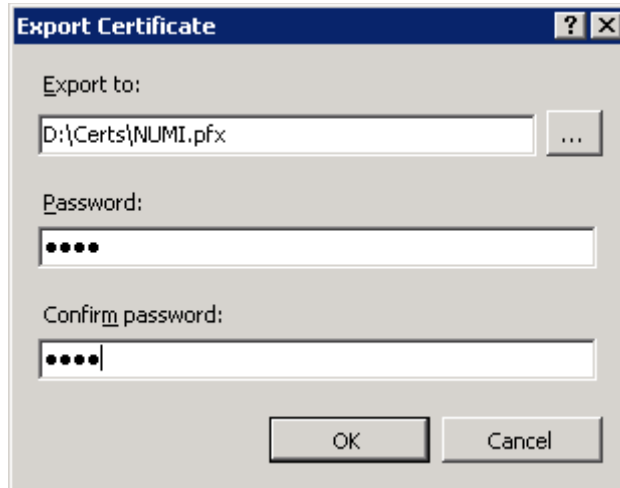 Export Certificate
Export to:
D:\Certs\NUMI.pfx
...
Password:
●●●●
Confirm password:
●●●●
OK Cancel